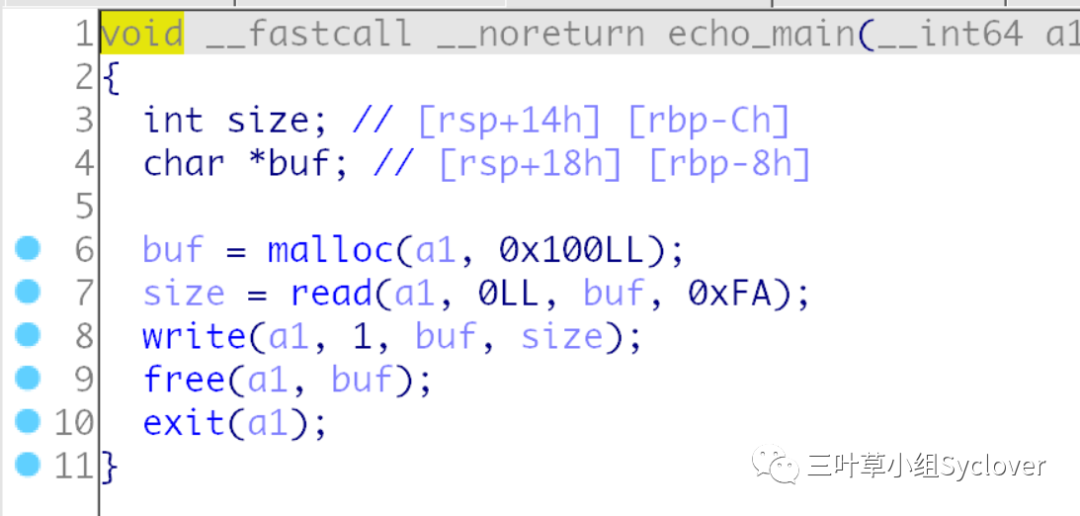 1 void __fastcall __noreturn echo_main(__int64 a1
2 {
3 int size; // [rsp+14h] [rbp-Ch]
4 char *buf; // [rsp+18h] [rbp-8h]
5
6 buf = malloc(a1, 0x100LL);
7 size = read(a1, 0LL, buf, 0xFA);
8 write(a1, 1, buf, size);
9 free(a1, buf);
10 exit(a1);
11 }
三叶草小组Syclover